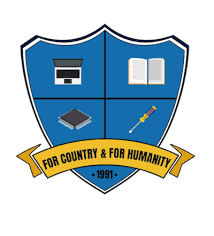 FOR COUNTRY & FOR HUMANITY
• 1991 •